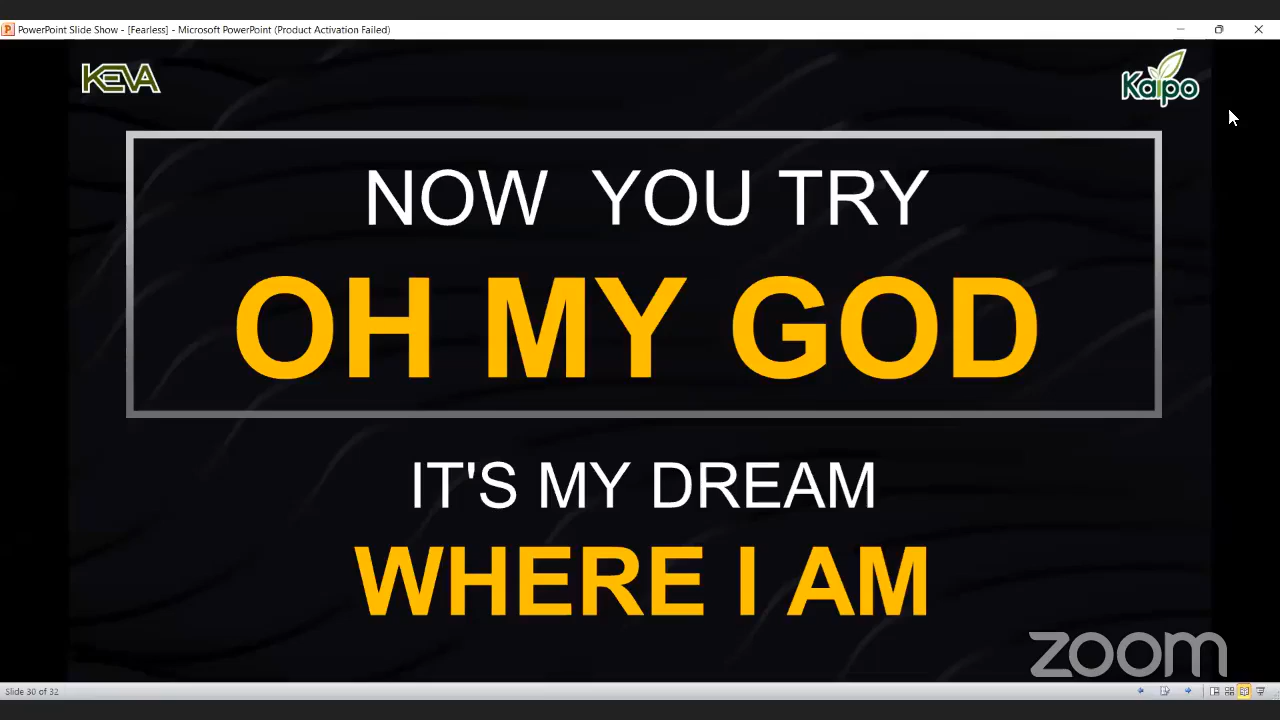 PowerPoint Slide Show - [Fearless] - Microsoft PowerPoint (Product Activation Failed)
KEVA
Kaipo
NOW YOU TRY
OH MY GOD
IT'S MY DREAM
WHERE I AM
zoom
Slide 30 of 32